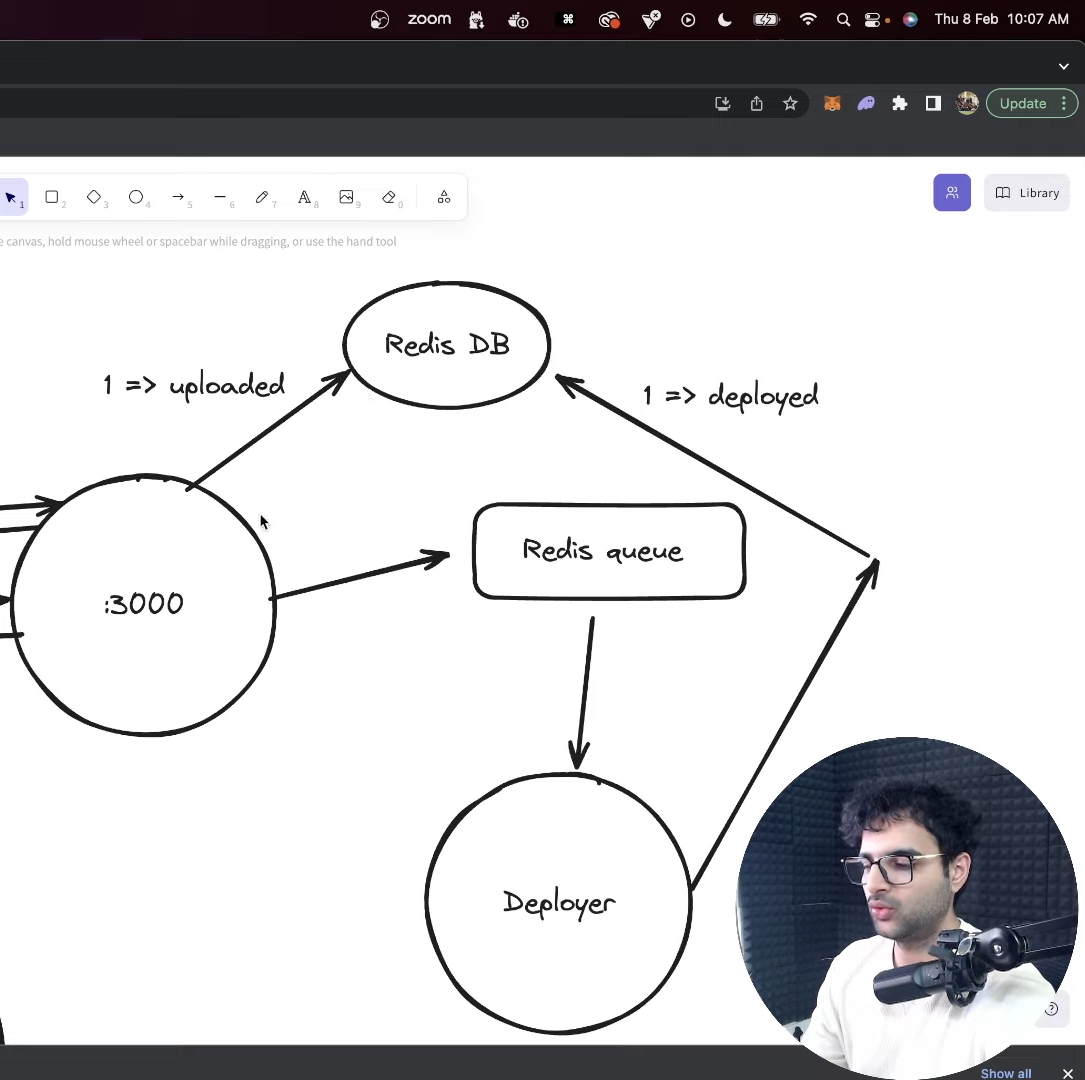 zoom
Thu 8 Feb 10:07 AM
Update
1
2
3
4
5
6
7
8
9
0
Library
e canvas, hold mouse wheel or spacebar while dragging, or use the hand tool
Redis DB
1 => uploaded
1 => deployed
Redis queue
:3000
Deployer
Show all